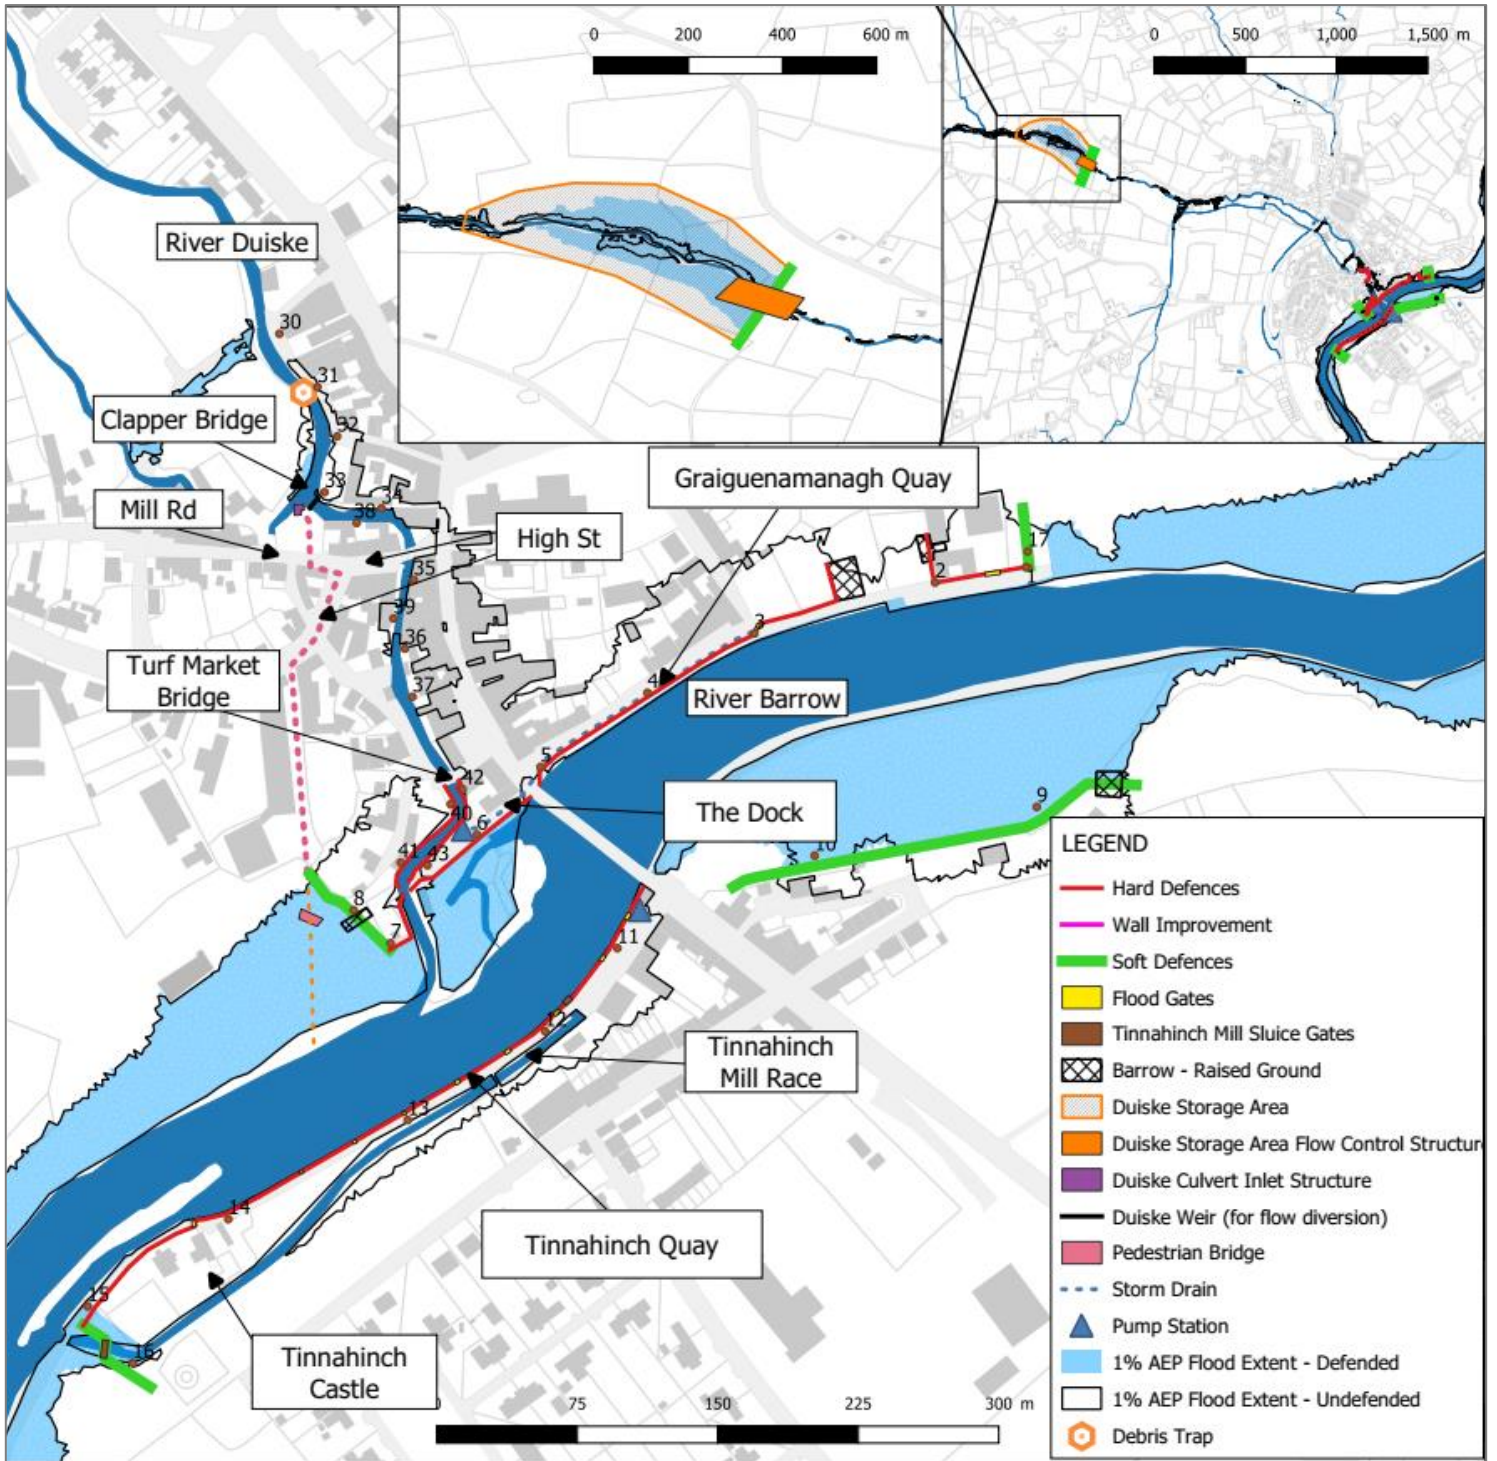 0 200 400 600 m
0 500 1,000 1,500 m
River Duiske
30
31
Clapper Bridge
32
33
34
38
Mill Rd
High St
Graiguenamanagh Quay
17
1
2
35
39
36
3
4
37
Turf Market
Bridge
River Barrow
5
42
40
6
The Dock
9
10
41
43
8
7
11
12
Tinnahinch
Mill Race
13
14
Tinnahinch Quay
15
16
Tinnahinch
Castle
0 75 150 225 300 m
LEGEND
Hard Defences
Wall Improvement
Soft Defences
Flood Gates
Tinnahinch Mill Sluice Gates
Barrow - Raised Ground
Duiske Storage Area
Duiske Storage Area Flow Control Structure
Duiske Culvert Inlet Structure
Duiske Weir (for flow diversion)
Pedestrian Bridge
Storm Drain
Pump Station
1% AEP Flood Extent - Defended
1% AEP Flood Extent - Undefended
Debris Trap